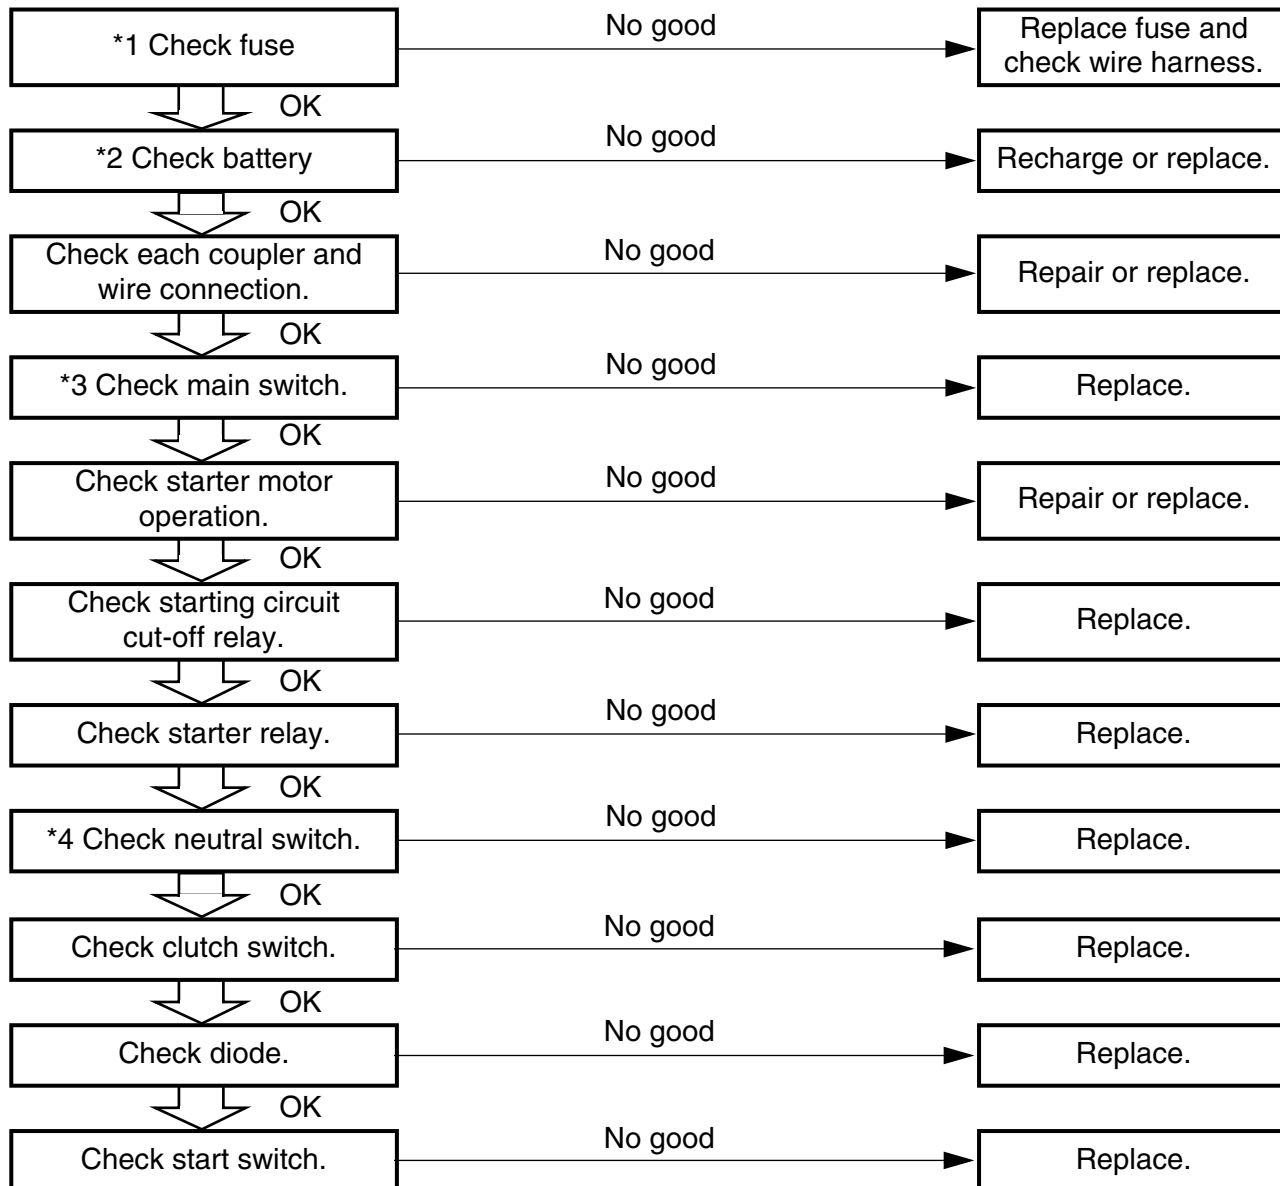 *1 Check fuse
No good
Replace fuse and
check wire harness.
OK
*2 Check battery
No good
Recharge or replace.
OK
Check each coupler and
wire connection.
No good
Repair or replace.
OK
*3 Check main switch.
No good
Replace.
OK
Check starter motor
operation.
No good
Repair or replace.
OK
Check starting circuit
cut-off relay.
No good
Replace.
OK
Check starter relay.
No good
Replace.
OK
*4 Check neutral switch.
No good
Replace.
OK
Check clutch switch.
No good
Replace.
OK
Check diode.
No good
Replace.
OK
Check start switch.
No good
Replace.